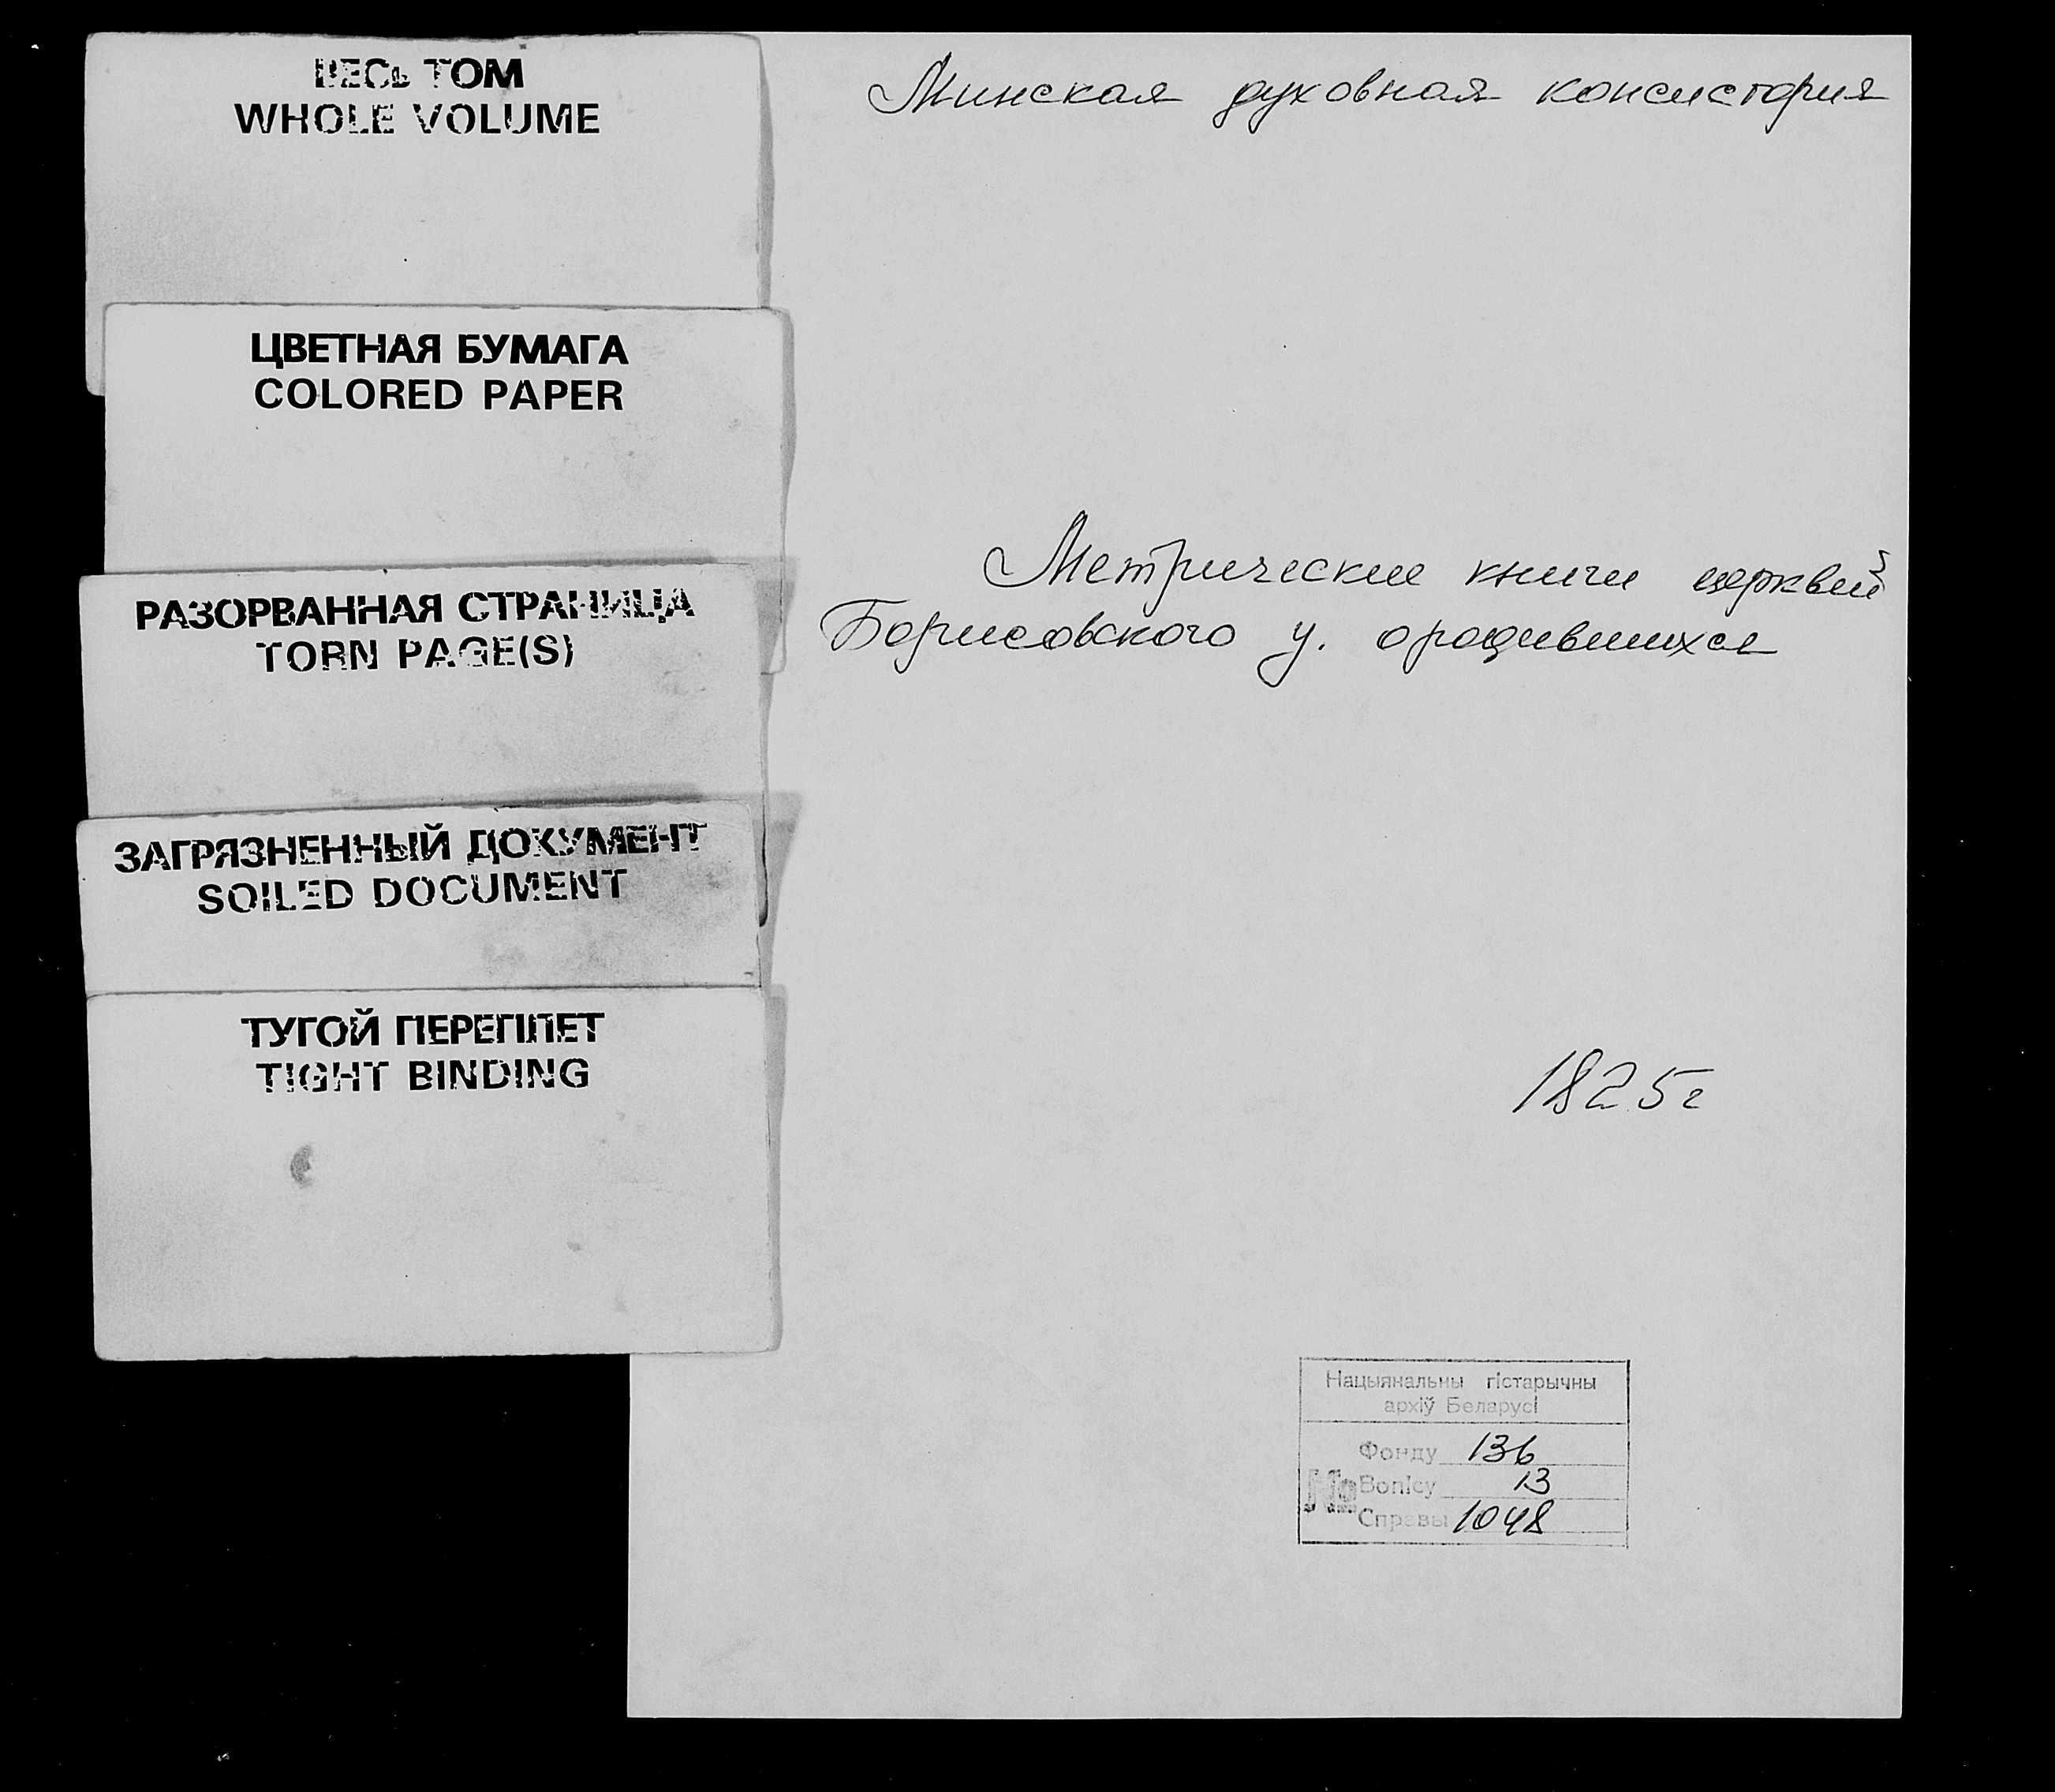 ВЕСЬ ТОМ
WHOLE VOLUME
ЦВЕТНАЯ БУМАГА
COLORED PAPER
РАЗОРВАННАЯ СТРАНИЦА
TORN PAGE(S)
ЗАГРЯЗНЕННЫЙ ДОКУМЕНТ
SOILED DOCUMENT
ТУГОЙ ПЕРЕПЛЕТ
TIGHT BINDING
Минская духовная консистория
Метрические книги церквей
Борисовского у. о родившихся
1825 г
Нацыянальны гістарычны
архіў Беларусі
Фонду 136
№ Вопісу 13
Справы 1048